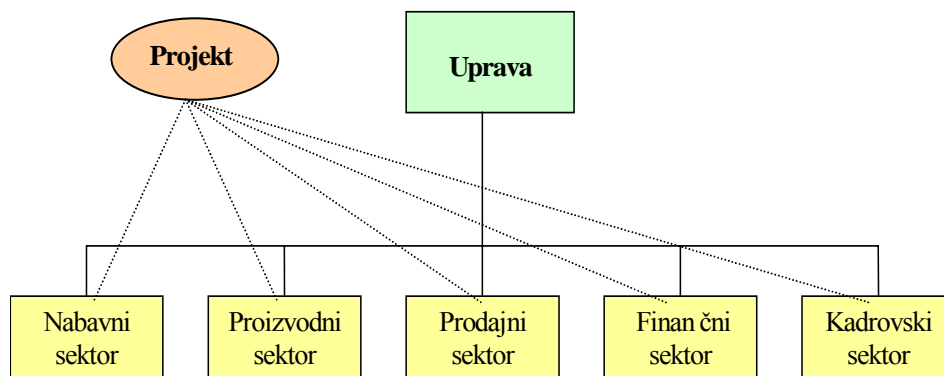 Projekt
Uprava
Nabavni
sektor
Proizvodni
sektor
Prodajni
sektor
Finan čni
sektor
Kadrovski
sektor